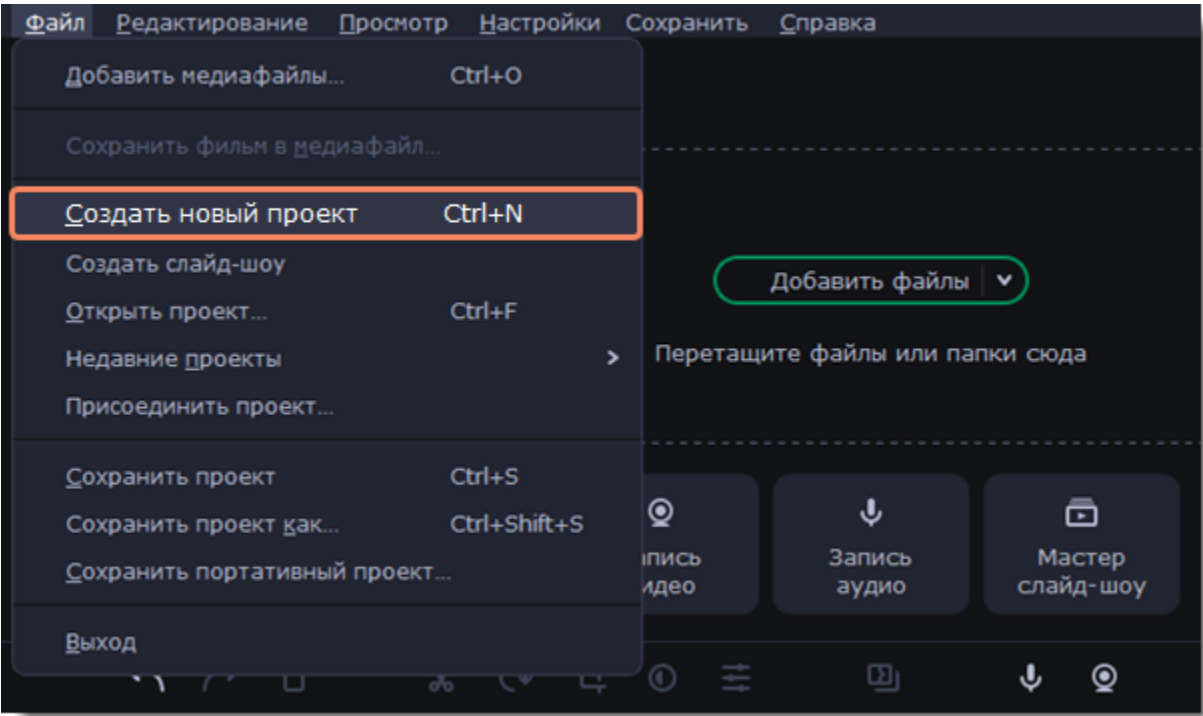 Файл Редактирование Просмотр Настройки Сохранить Справка
Добавить медиафайлы... Ctrl+O
Сохранить фильм в медиафайл...
Создать новый проект Ctrl+N
Создать слайд-шоу
Открыть проект... Ctrl+F
Недавние проекты
Присоединить проект...
Сохранить проект Ctrl+S
Сохранить проект как... Ctrl+Shift+S
Сохранить портативный проект...
Выход
Добавить файлы
Перетащите файлы или папки сюда
Запись
аудио
Мастер
слайд-шоу